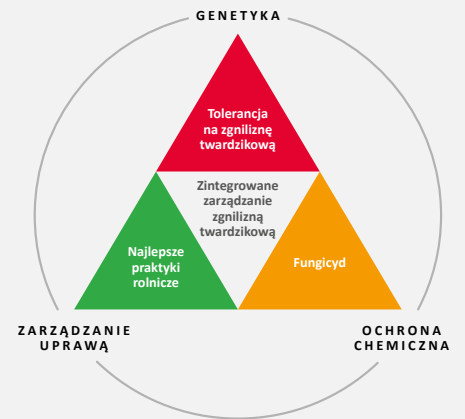 GENETYKA
Tolerancja
na zgniliznę
twardzikową
Zintegrowane
zarządzanie
zgnilizną
twardzikową
Najlepsze
praktyki
rolnicze
Fungicyd
ZARZĄDZANIE
UPRAWĄ
OCHRONA
CHEMICZNA